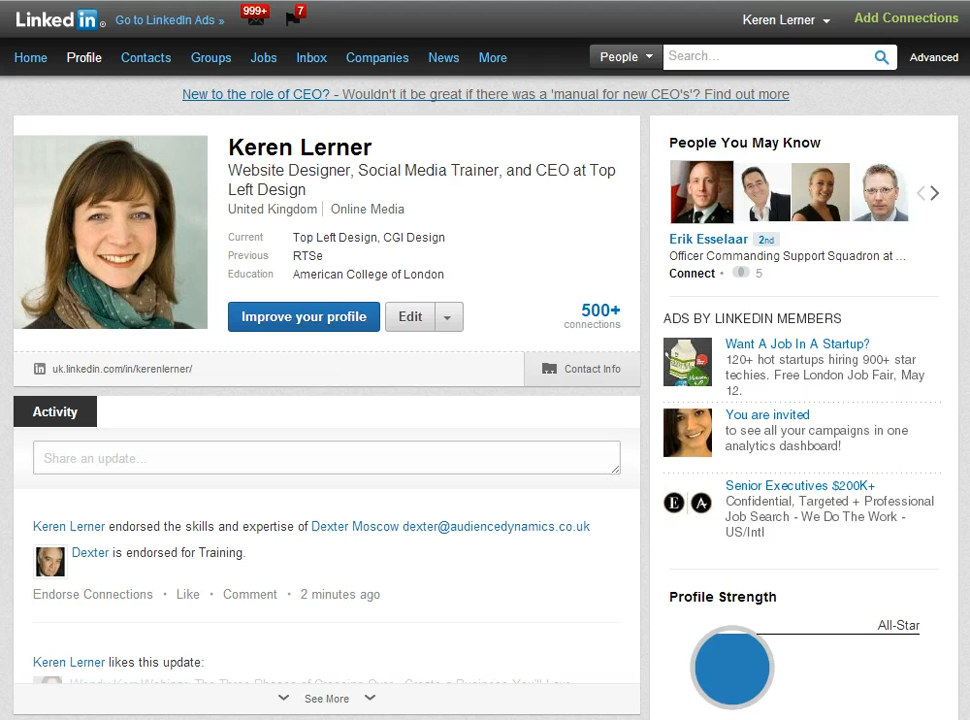 Linked in® Go to LinkedIn Ads » 999+ 7 Keren Lerner Add Connections
Home Profile Contacts Groups Jobs Inbox Companies News More People Search... Advanced
New to the role of CEO? - Wouldn't it be great if there was a 'manual for new CEO's'? Find out more
Keren Lerner
Website Designer, Social Media Trainer, and CEO at Top
Left Design
United Kingdom Online Media
Current Top Left Design, CGI Design
Previous RTSe
Education American College of London
Improve your profile Edit
500+
connections
uk.linkedin.com/in/kerenlerner/ Contact Info
Activity
Share an update...
Keren Lerner endorsed the skills and expertise of Dexter Moscow dexter@audiencedynamics.co.uk
Dexter is endorsed for Training.
Endorse Connections • Like • Comment • 2 minutes ago
Keren Lerner likes this update:
See More
People You May Know
Erik Esselaar 2nd
Officer Commanding Support Squadron at ...
Connect • 5
ADS BY LINKEDIN MEMBERS
Want A Job In A Startup?
120+ hot startups hiring 900+ star
techies. Free London Job Fair, May
12.
You are invited
to see all your campaigns in one
analytics dashboard!
E A
Senior Executives $200K+
Confidential, Targeted + Professional
Job Search - We Do The Work -
US/Intl
Profile Strength
All-Star